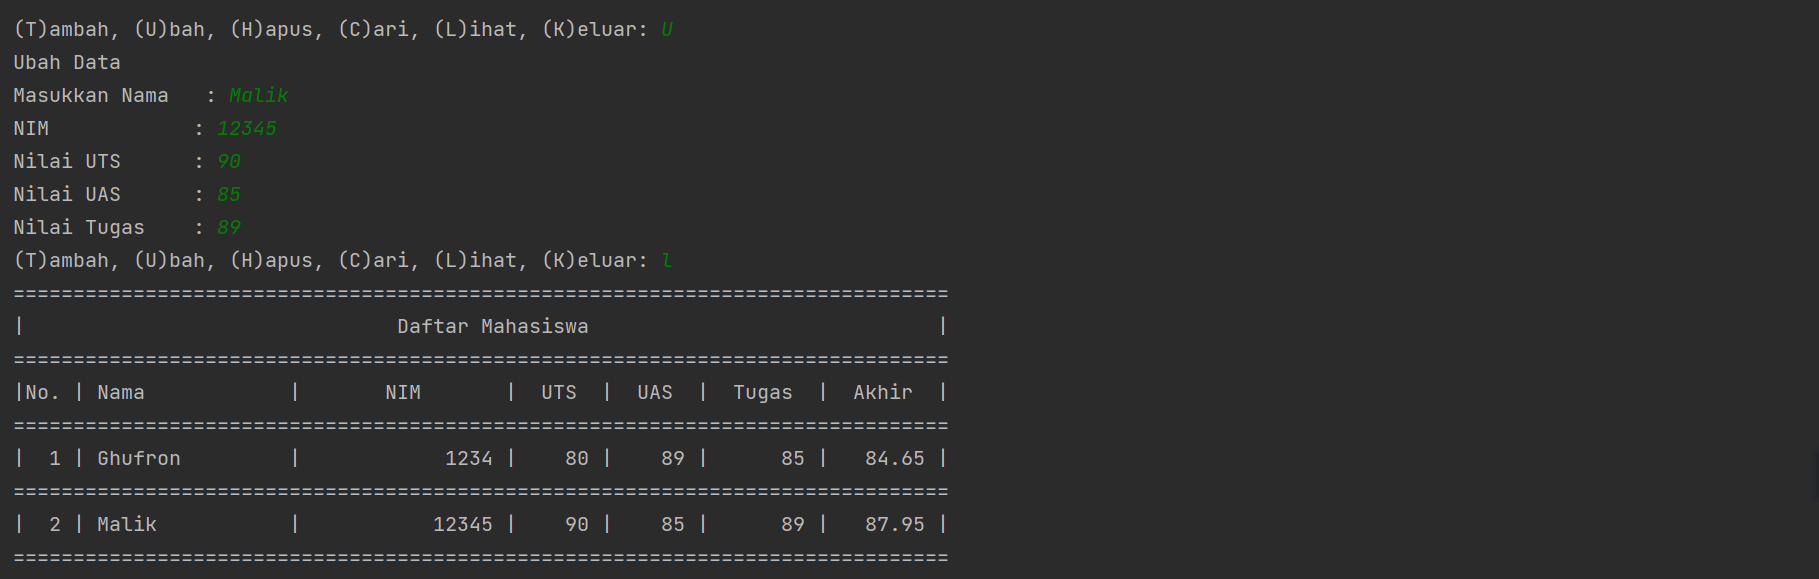 (T)ambah, (U)bah, (H)apus, (C)ari, (L)ihat, (K)eluar: U
Ubah Data
Masukkan Nama   : Malik
NIM            : 12345
Nilai UTS      : 90
Nilai UAS      : 85
Nilai Tugas    : 89
(T)ambah, (U)bah, (H)apus, (C)ari, (L)ihat, (K)eluar: l
==============================================================================
|                               Daftar Mahasiswa                             |
==============================================================================
|No. | Nama            |       NIM       |  UTS  |  UAS  |  Tugas  |  Akhir  |
==============================================================================
|  1 | Ghufron         |            1234 |    80 |    89 |      85 |   84.65 |
==============================================================================
|  2 | Malik           |           12345 |    90 |    85 |      89 |   87.95 |
==============================================================================